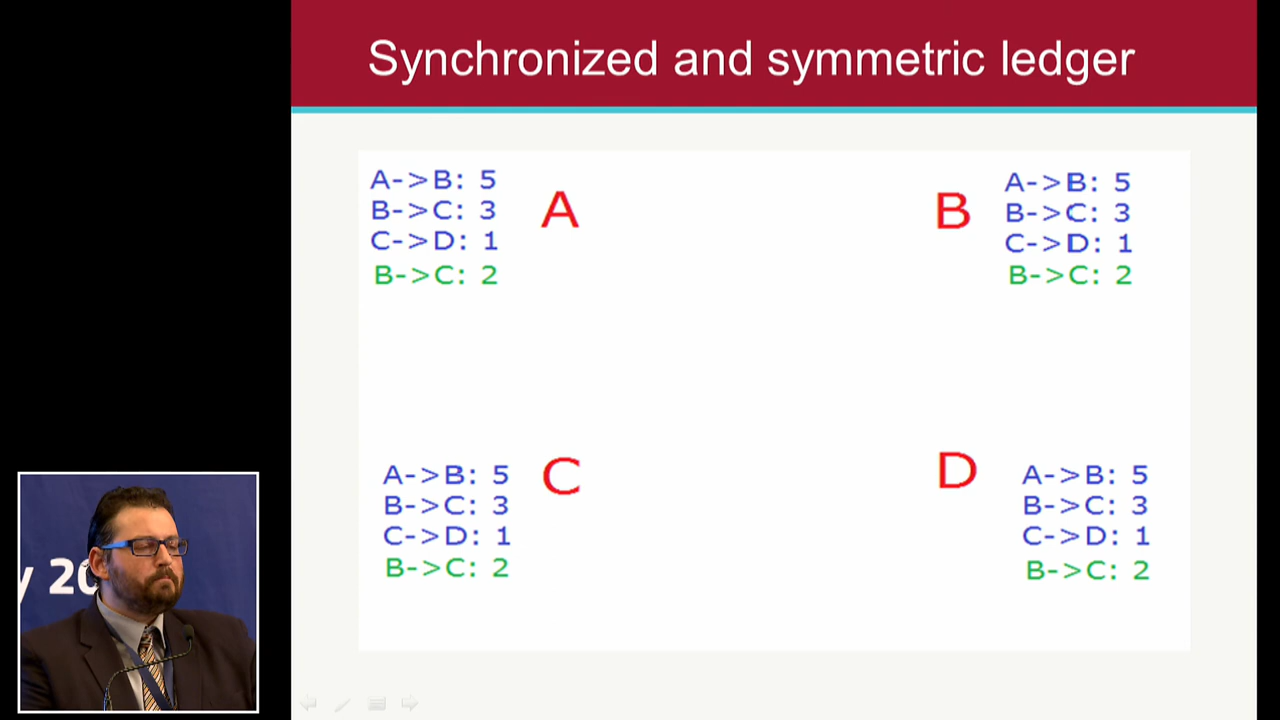 Synchronized and symmetric ledger
A->B: 5
B->C: 3
C->D: 1
B->C: 2
A
B
A->B: 5
B->C: 3
C->D: 1
B->C: 2
A->B: 5
B->C: 3
C->D: 1
B->C: 2
C
D
A->B: 5
B->C: 3
C->D: 1
B->C: 2
y 20